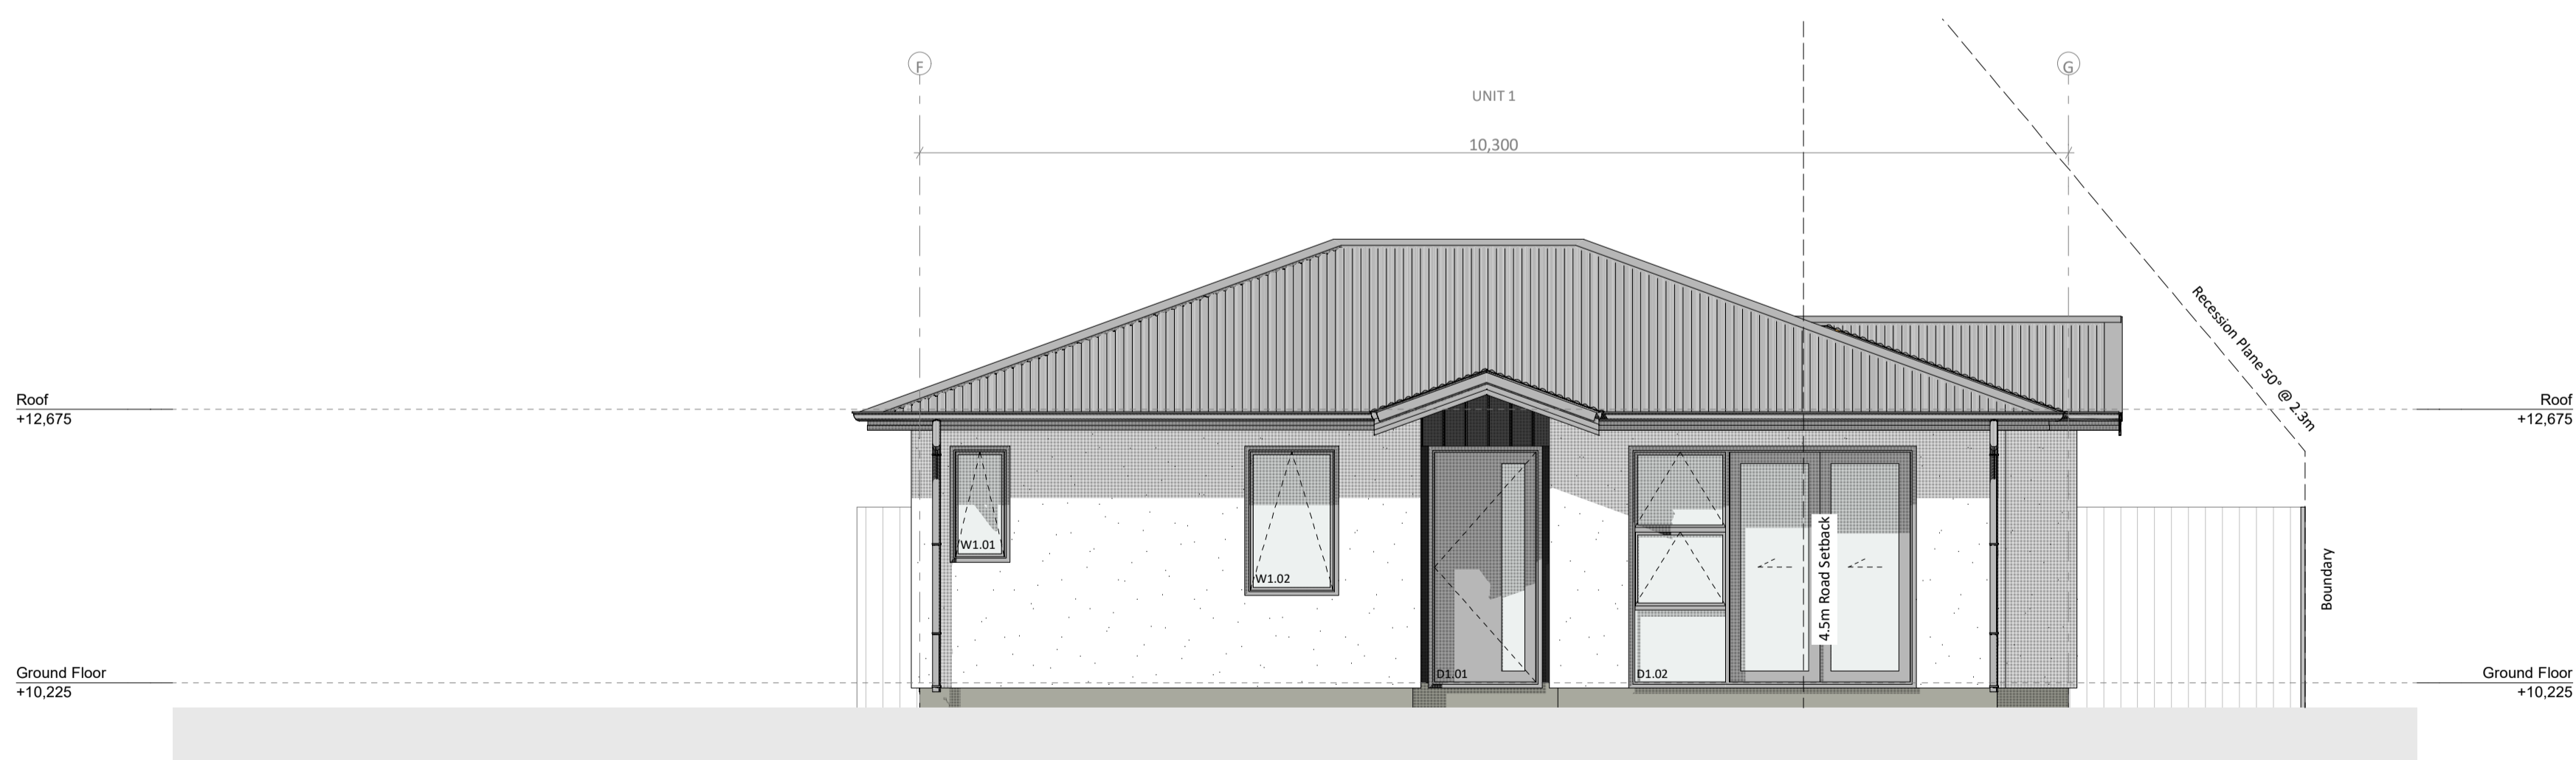 F
G
UNIT 1
10,300
Recession Plane 50° @ 2.3m
Roof
+12,675
Roof
+12,675
W1.01
W1.02
D1.01
D1.02
4.5m Road Setback
Boundary
Ground Floor
+10,225
Ground Floor
+10,225